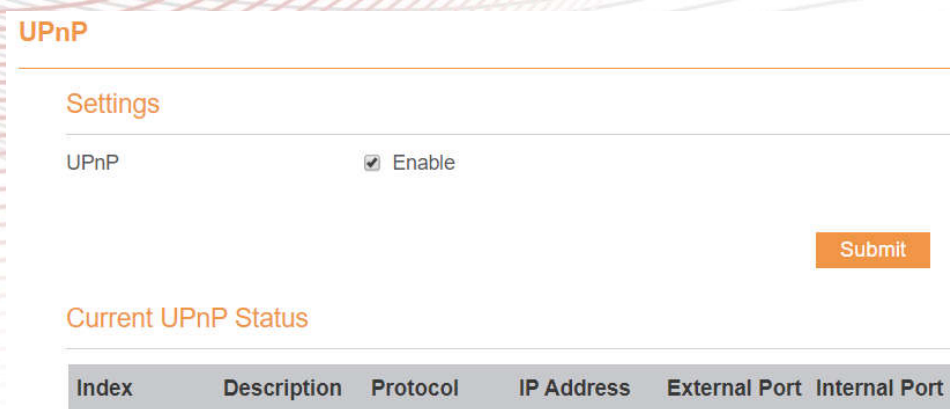 UPnP
Settings
UPnP Enable
Submit
Current UPnP Status
Index Description Protocol IP Address External Port Internal Port